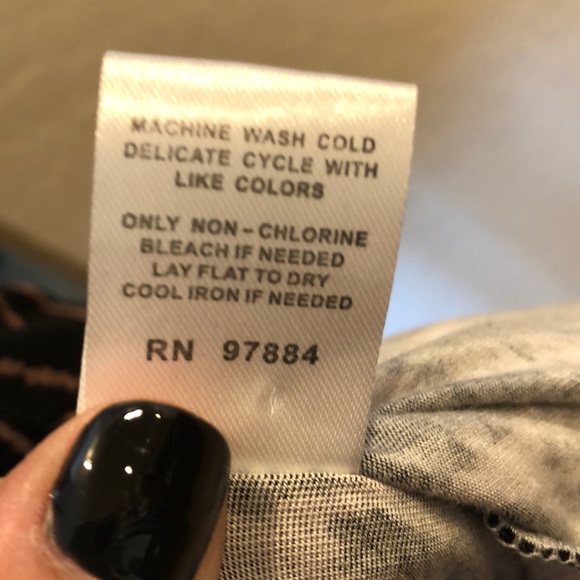 MACHINE WASH COLD
DELICATE CYCLE WITH
LIKE COLORS
ONLY NON-CHLORINE
BLEACH IF NEEDED
LAY FLAT TO DRY
COOL IRON IF NEEDED
RN 97884